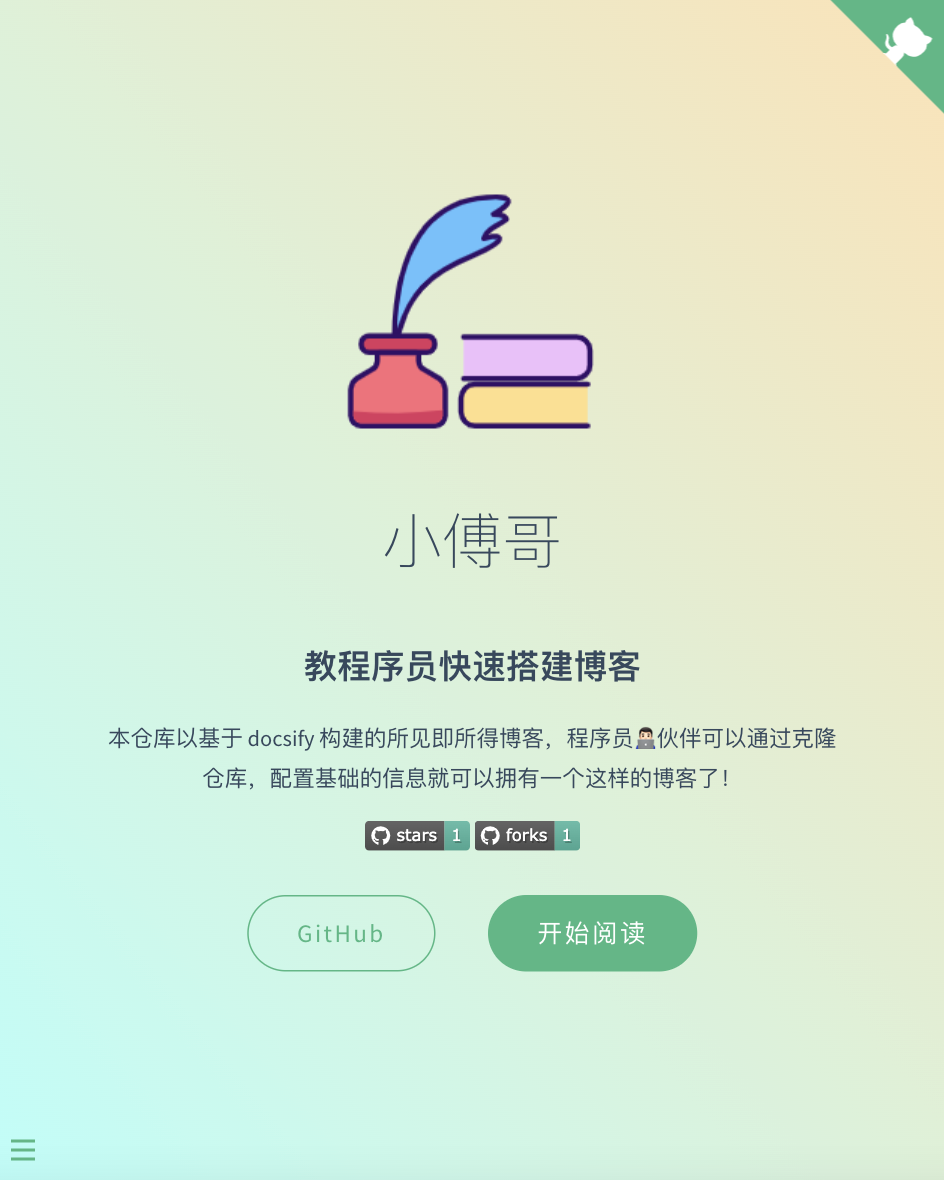 小傅哥
教程序员快速搭建博客
本仓库以基于 docsify 构建的所见即所得博客，程序员👨🏻‍💻伙伴可以通过克隆
仓库，配置基础的信息就可以拥有一个这样的博客了！
stars 1 forks 1
GitHub 开始阅读